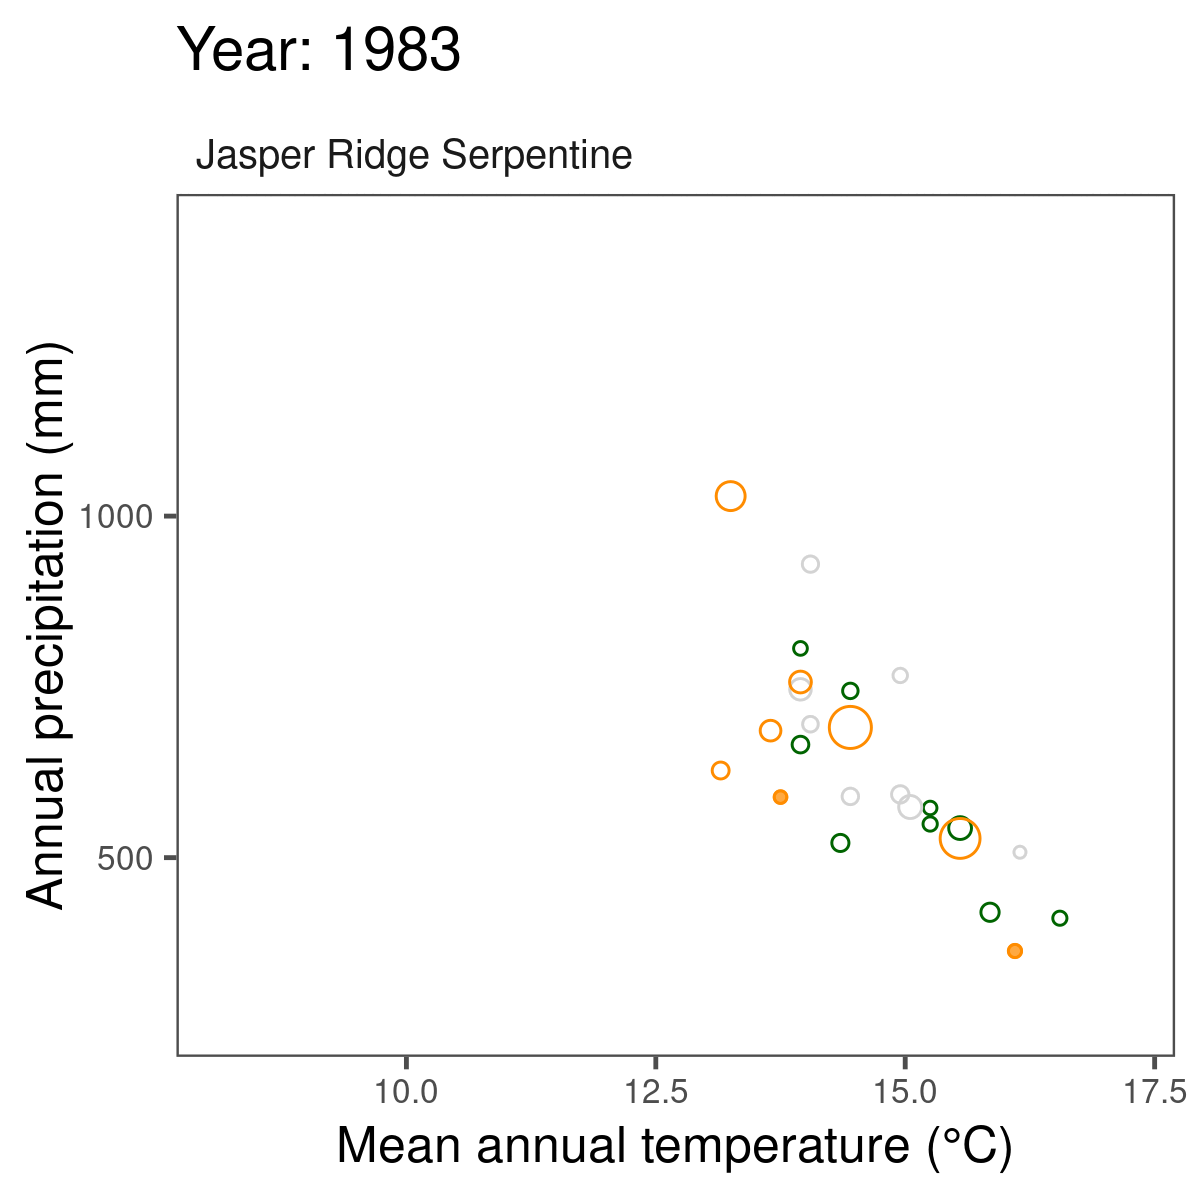 Year: 1983
Jasper Ridge Serpentine
Annual precipitation (mm)
1000
500
10.0 12.5 15.0 17.5
Mean annual temperature (°C)